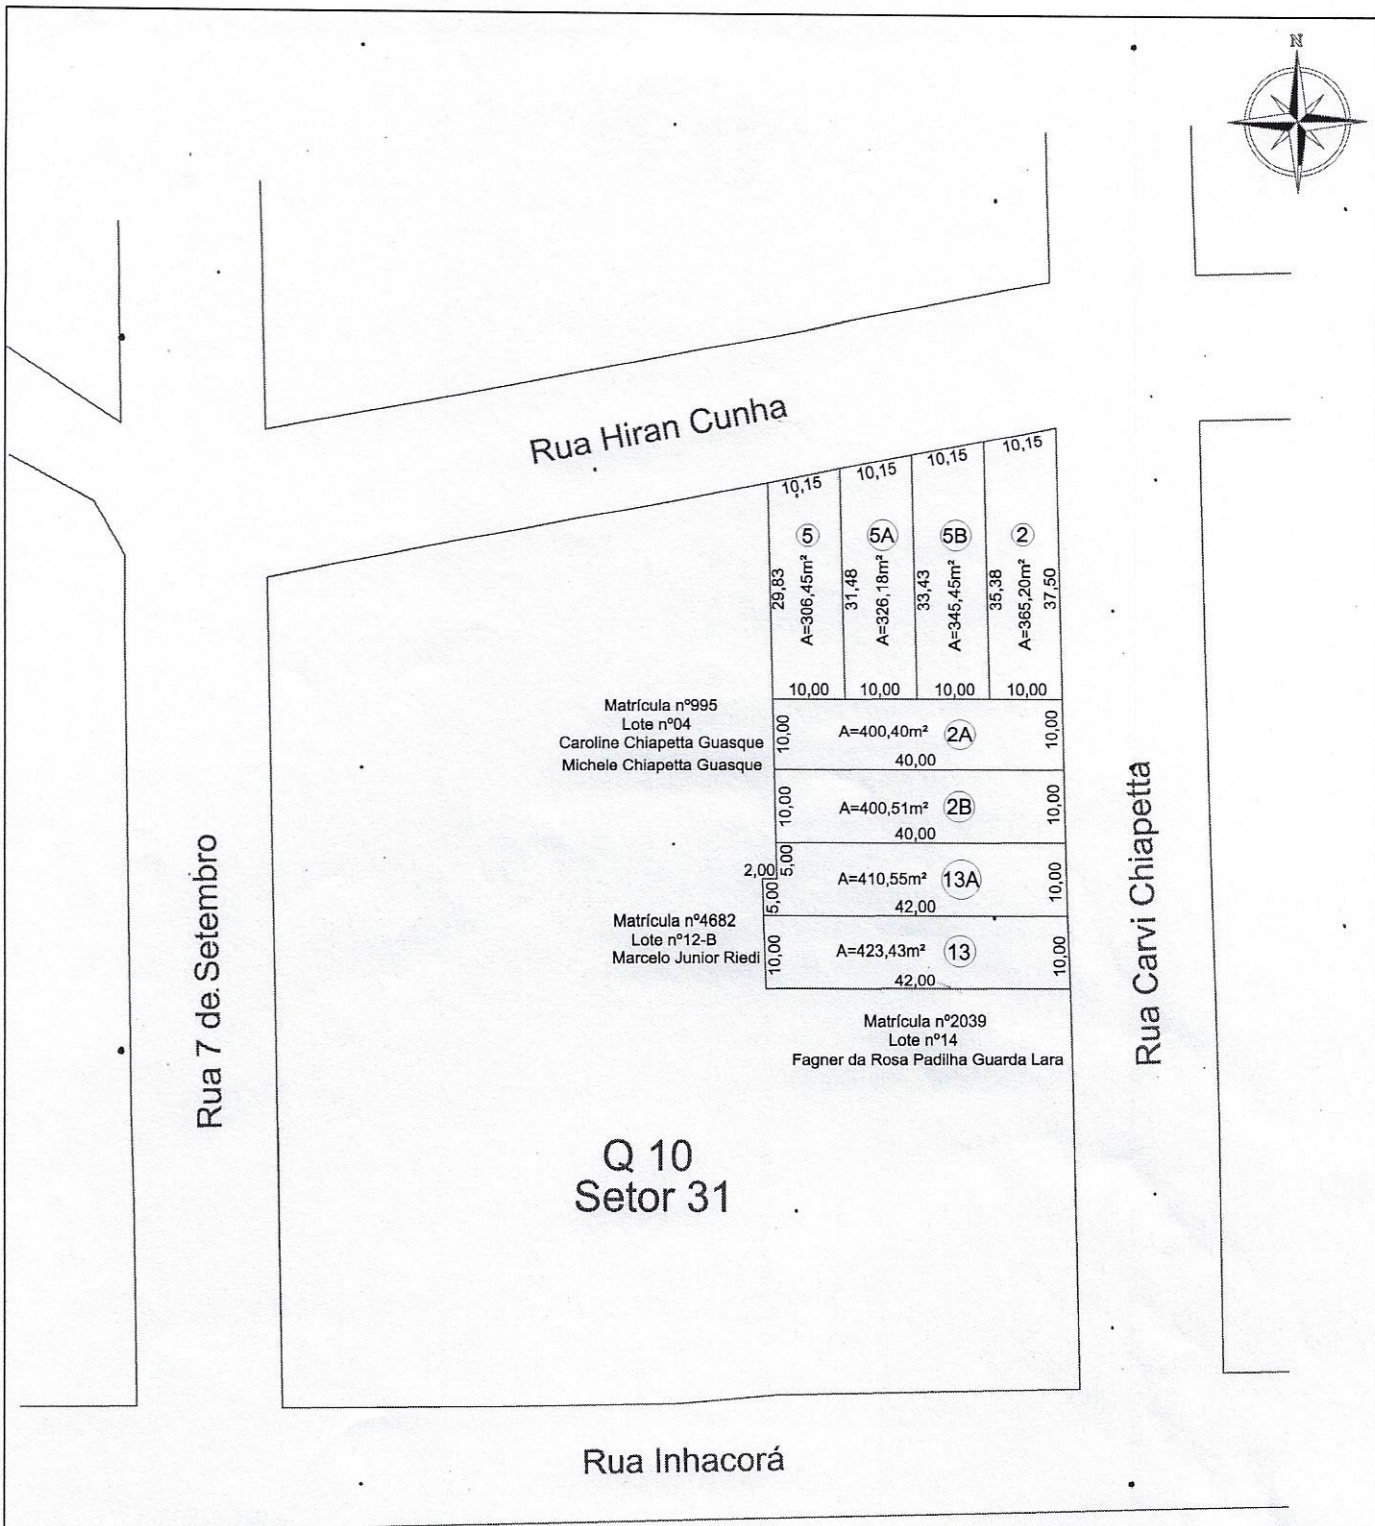 N
Rua Hiran Cunha
10,15
10,15
10,15
10,15
5
5A
5B
2
29,83
A=306,45m²
31,48
A=326,18m²
33,43
A=345,45m²
35,38
A=365,20m²
37,50
10,00
10,00
10,00
10,00
Matrícula nº995
Lote nº04
Caroline Chiapetta Guasque
Michele Chiapetta Guasque
10,00
A=400,40m²
2A
10,00
40,00
10,00
A=400,51m²
2B
10,00
40,00
2,00
5,00
5,00
A=410,55m²
13A
10,00
42,00
Matrícula nº4682
Lote nº12-B
Marcelo Junior Riedi
10,00
A=423,43m²
13
10,00
42,00
Matrícula nº2039
Lote nº14
Fagner da Rosa Padilha Guarda Lara
Rua 7 de Setembro
Rua Carvi Chiapetta
Q 10
Setor 31
Rua Inhacorá